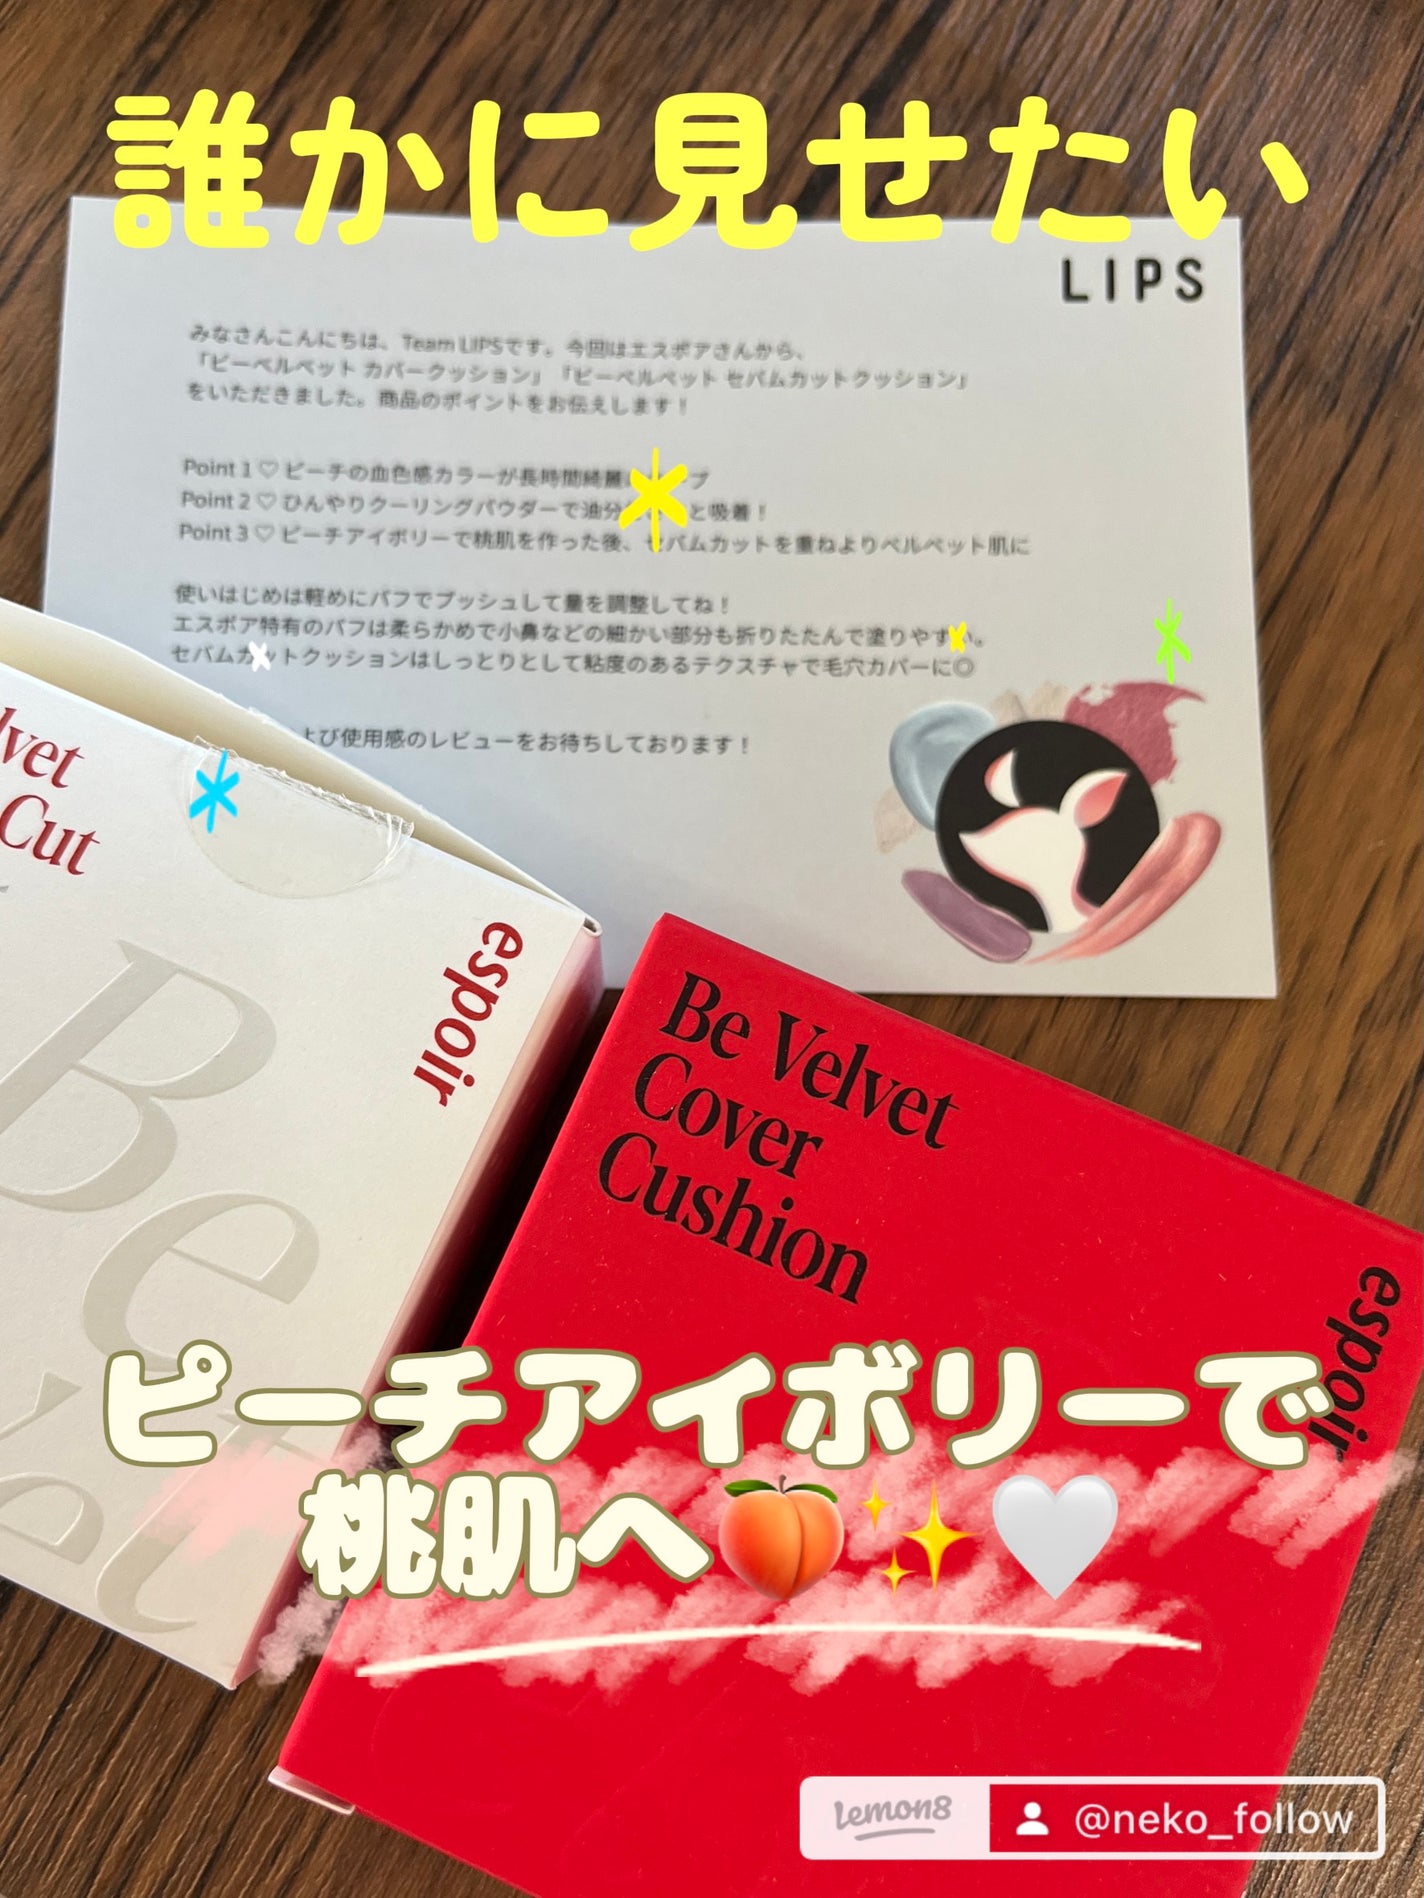 誰かに見せたい
LIPS
みなさんこんにちは、Team LIPSです。今回はエスポアさんから、
「ビーベルベット カバークッション」「ビーベルベット セバムカットクッション」
をいただきました。商品のポイントをお伝えします！
Point 1 ♡ ピーチの血色感カラーが長時間綺麗 プ
Point 2 ♡ ひんやりクーリングパウダーで油分 と吸着！
Point 3 ♡ ピーチアイボリーで桃肌を作った後、セバムカットを重ねよりベルベット肌に
使いはじめは軽めにパフでプッシュして量を調整してね！
エスポア特有のパフは柔らかめで小鼻などの細かい部分も折りたたんで塗りやすい。
セバムカットクッションはしっとりとして粘度のあるテクスチャで毛穴カバーに◎
よび使用感のレビューをお待ちしております！
lvet
Cut
espoir
Be
Be Velvet
Cover
Cushion
espoir
ピーチアイボリーで
桃肌へ🍑✨🤍
lemon8 @neko_follow